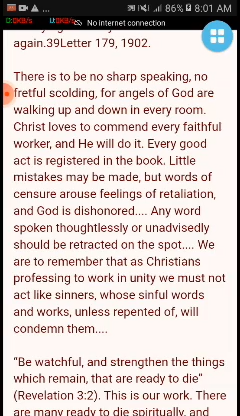 0:0KB/s 0:0KB/s 86% 8:01 AM
No internet connection
again.39Letter 179, 1902.
There is to be no sharp speaking, no
fretful scolding, for angels of God are
walking up and down in every room.
Christ loves to commend every faithful
worker, and He will do it. Every good
act is registered in the book. Little
mistakes may be made, but words of
censure arouse feelings of retaliation,
and God is dishonored.... Any word
spoken thoughtlessly or unadvisedly
should be retracted on the spot.... We
are to remember that as Christians
professing to work in unity we must not
act like sinners, whose sinful words
and works, unless repented of, will
condemn them....
"Be watchful, and strengthen the things
which remain, that are ready to die"
(Revelation 3:2). This is our work. There
are many ready to die spiritually, and